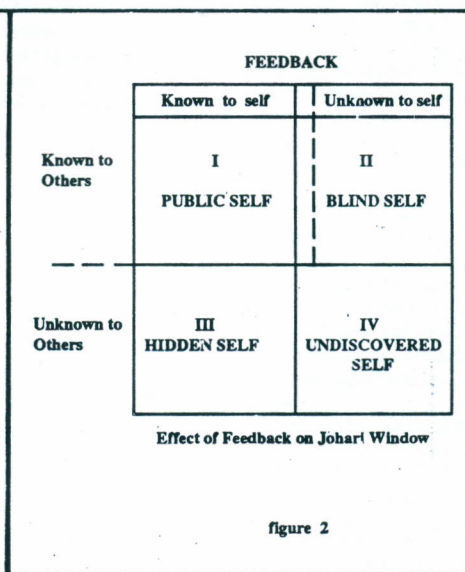 FEEDBACK
Known to self Unknown to self
Known to Others
I
PUBLIC SELF
II
BLIND SELF
Unknown to Others
III
HIDDEN SELF
IV
UNDISCOVERED
SELF
Effect of Feedback on Johari Window
figure 2